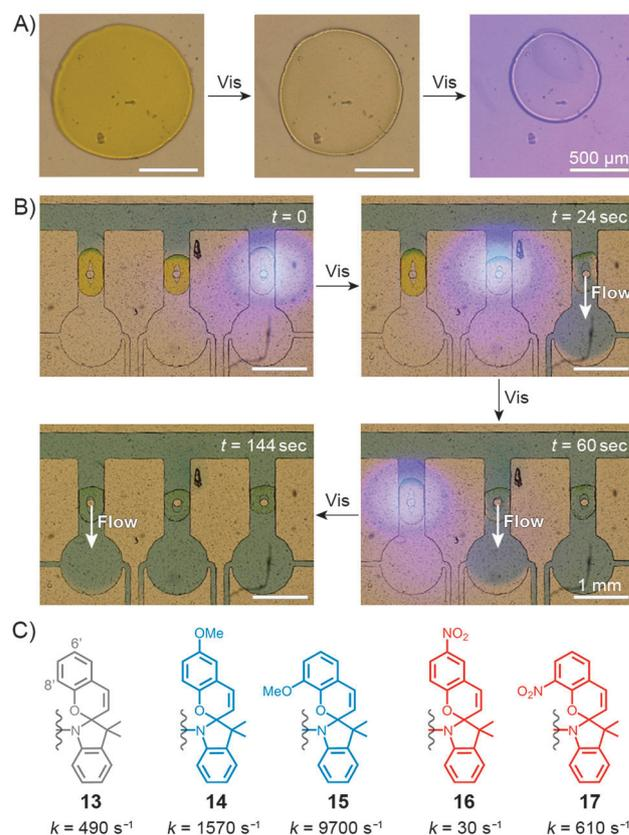 A)
Vis
Vis
500 µm
B)
t = 0
Vis
t = 24 sec
Flow
Vis
t = 144 sec
Flow
Vis
t = 60 sec
Flow
1 mm
C)
6’
8’
O
N
13
k = 490 s⁻¹
OMe
O
N
14
k = 1570 s⁻¹
MeO
O
N
15
k = 9700 s⁻¹
NO₂
O
N
16
k = 30 s⁻¹
O₂N
O
N
17
k = 610 s⁻¹